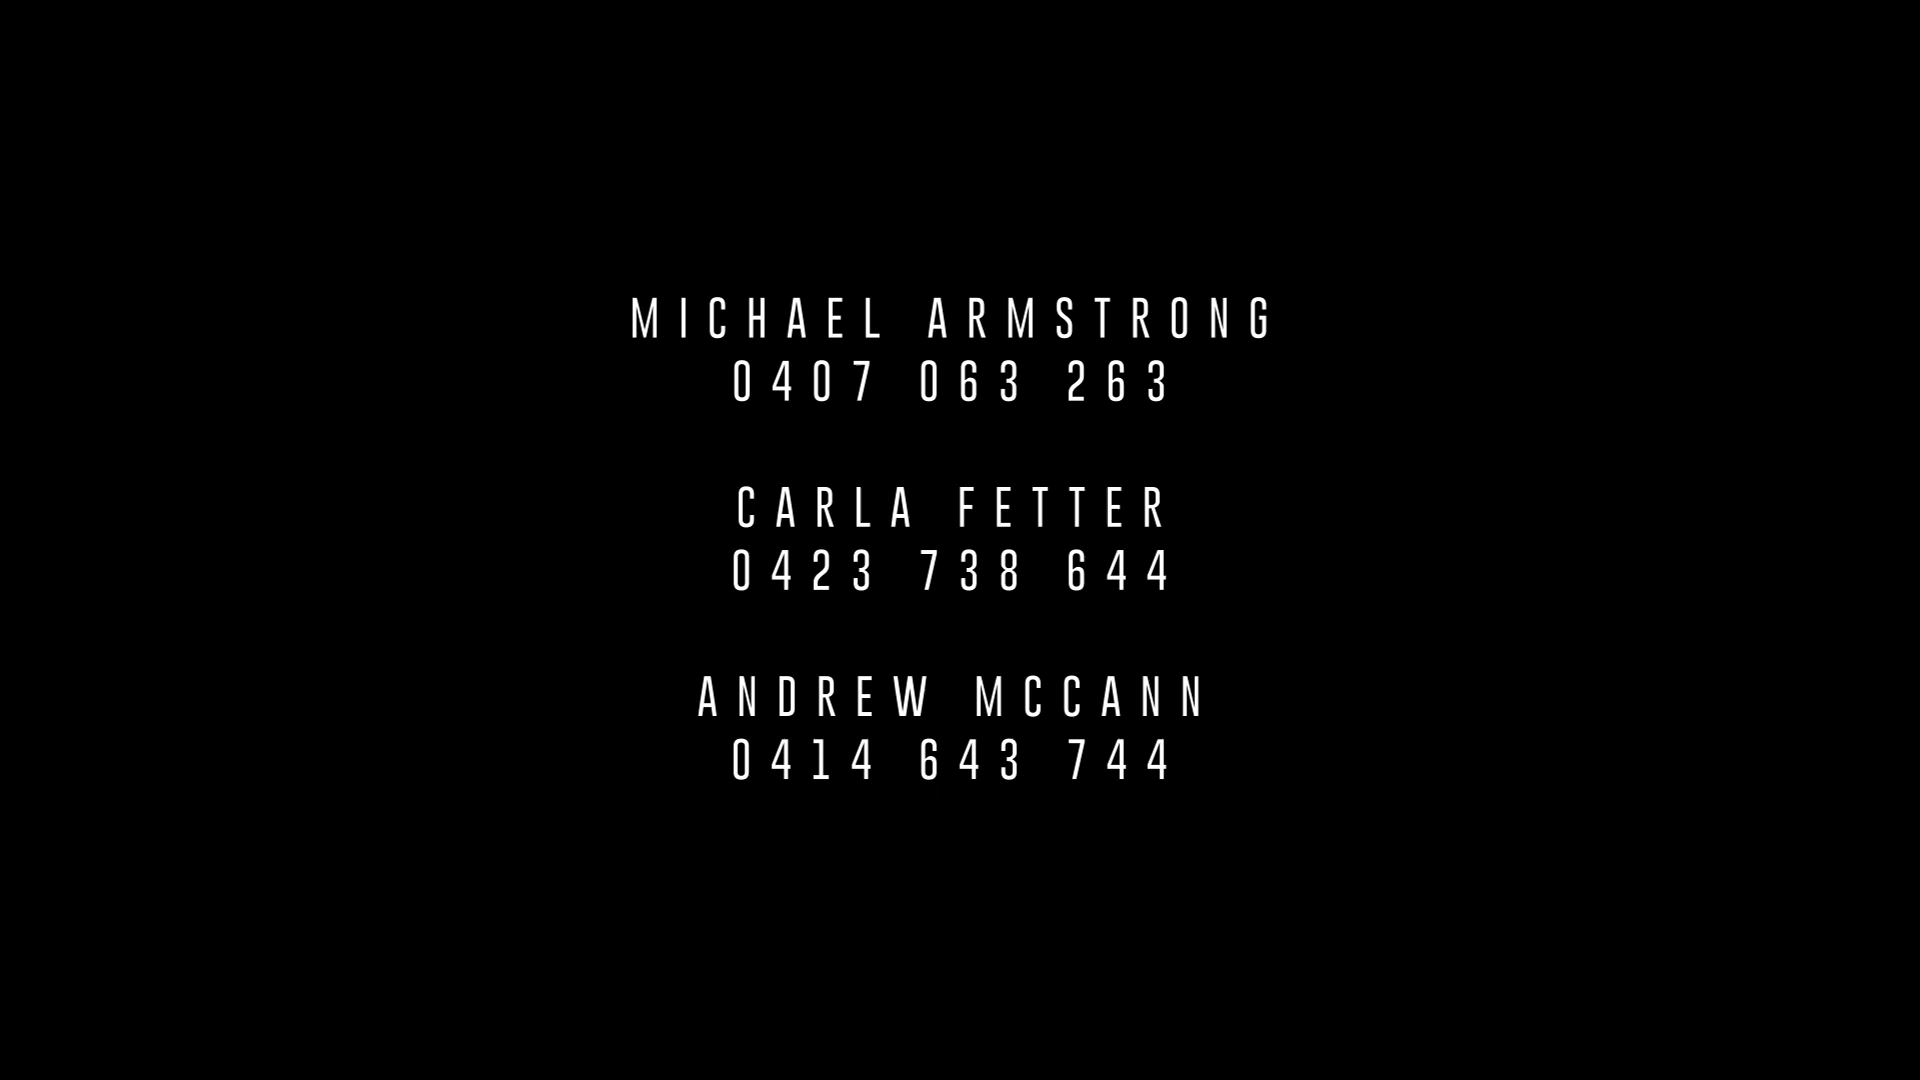 MICHAEL ARMSTRONG
0407 063 263
CARLA FETTER
0423 738 644
ANDREW MCCANN
0414 643 744